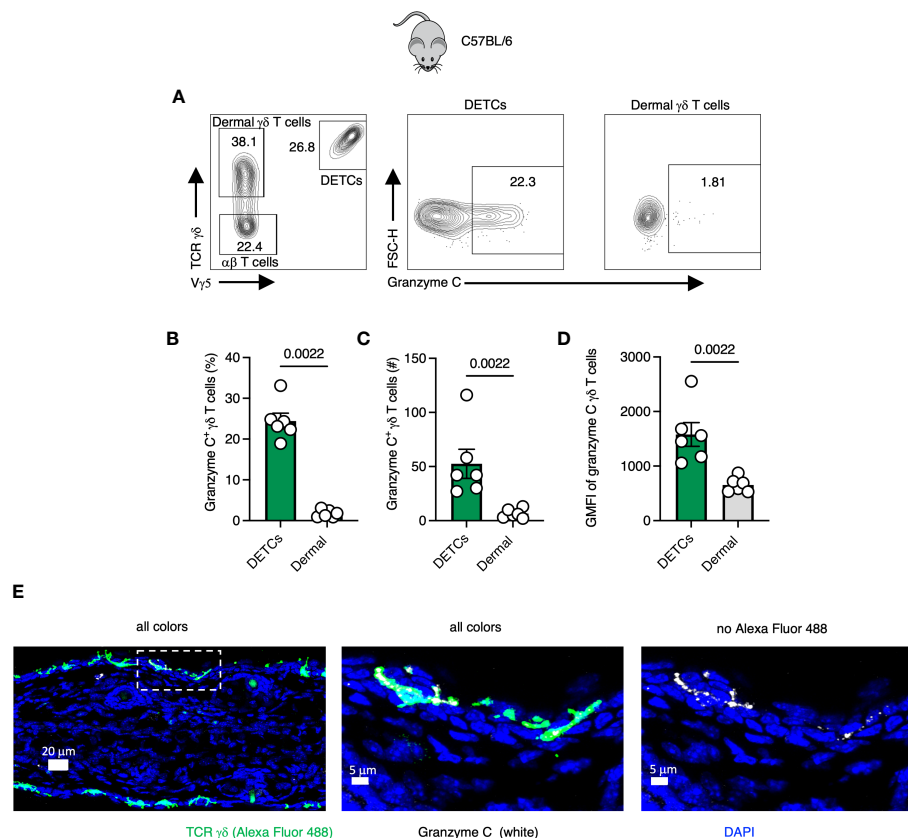 C57BL/6
A
Dermal γδ T cells
38.1
26.8
DETCs
22.4
αβ T cells
TCR γδ
Vγ5
DETCs
22.3
FSC-H
Granzyme C
Dermal γδ T cells
1.81
B
Granzyme C+ γδ T cells (%)
40
30
20
10
0
0.0022
DETCs
Dermal
C
Granzyme C+ γδ T cells (#)
150
100
50
0
0.0022
DETCs
Dermal
D
GMFI of granzyme C γδ T cells
3000
2000
1000
0
0.0022
DETCs
Dermal
E
all colors
all colors
no Alexa Fluor 488
20 μm
5 μm
5 μm
TCR γδ (Alexa Fluor 488)
Granzyme C (white)
DAPI